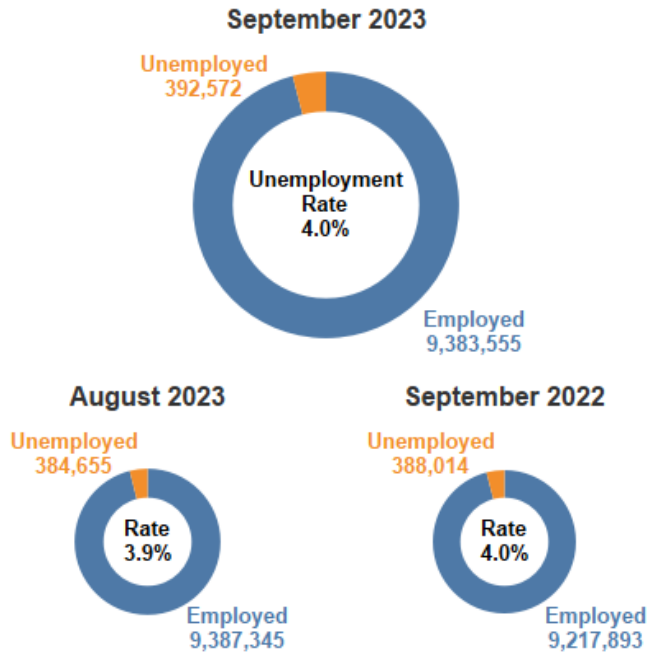 September 2023
Unemployed
392,572
Unemployment
Rate
4.0%
Employed
9,383,555
August 2023
Unemployed
384,655
Rate
3.9%
Employed
9,387,345
September 2022
Unemployed
388,014
Rate
4.0%
Employed
9,217,893